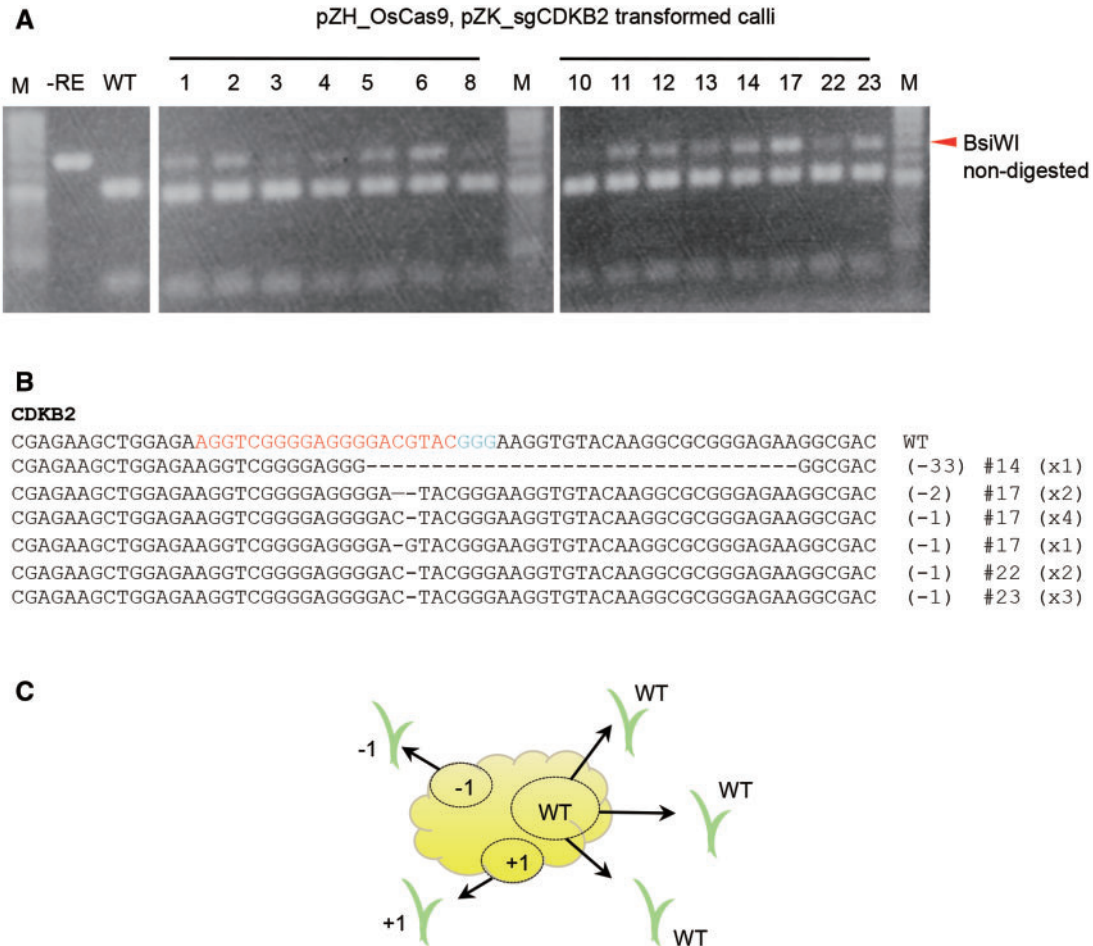 A
pZH_OsCas9, pZK_sgCDKB2 transformed calli
M -RE WT 1 2 3 4 5 6 8 M 10 11 12 13 14 17 22 23 M
BsiWI
non-digested
B
CDKB2
CGAGAAGCTGGAGAAGGTCGGGGAGGGGACGTACGGGAAGGTGTACAAGGCGCGGGAGAAGGCGAC WT
CGAGAAGCTGGAGAAGGTCGGGGAGGG---------------------------------GGCGAC (-33) #14 (x1)
CGAGAAGCTGGAGAAGGTCGGGGAGGGGA--TACGGGAAGGTGTACAAGGCGCGGGAGAAGGCGAC (-2) #17 (x2)
CGAGAAGCTGGAGAAGGTCGGGGAGGGGAC-TACGGGAAGGTGTACAAGGCGCGGGAGAAGGCGAC (-1) #17 (x4)
CGAGAAGCTGGAGAAGGTCGGGGAGGGGA-GTACGGGAAGGTGTACAAGGCGCGGGAGAAGGCGAC (-1) #17 (x1)
CGAGAAGCTGGAGAAGGTCGGGGAGGGGAC-TACGGGAAGGTGTACAAGGCGCGGGAGAAGGCGAC (-1) #22 (x2)
CGAGAAGCTGGAGAAGGTCGGGGAGGGGAC-TACGGGAAGGTGTACAAGGCGCGGGAGAAGGCGAC (-1) #23 (x3)
C
WT
-1
-1
WT
WT
+1
+1
WT